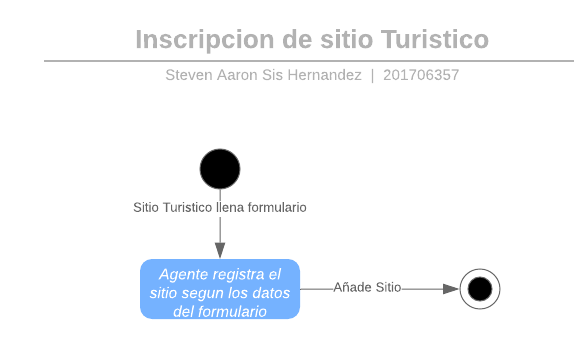 Inscripcion de sitio Turistico
Steven Aaron Sis Hernandez | 201706357
Sitio Turistico llena formulario
Agente registra el
sitio segun los datos
del formulario
Añade Sitio